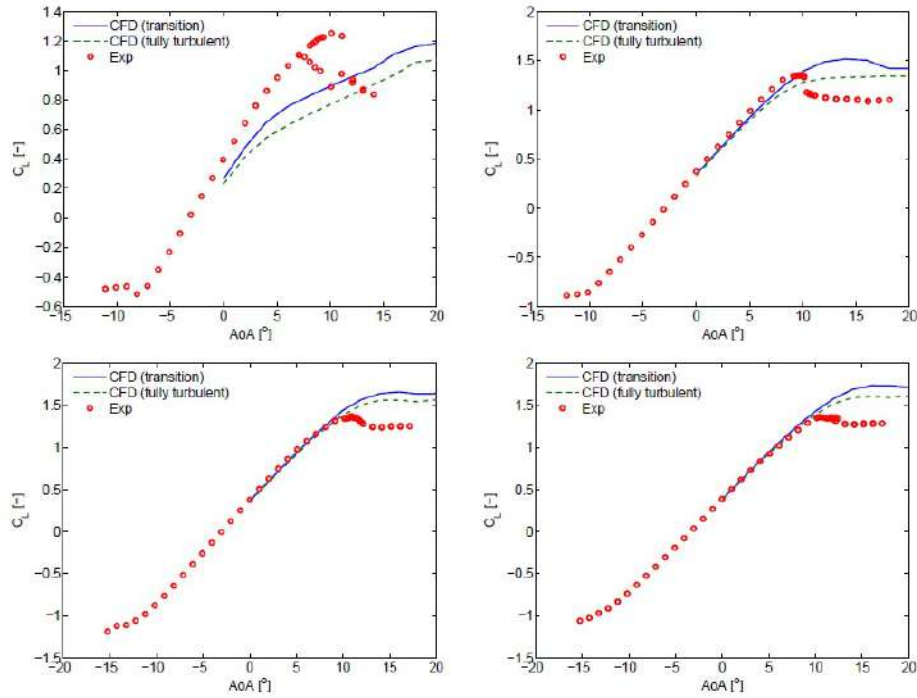 CFD (transition)
CFD (fully turbulent)
Exp
1.4
1.2
1
0.8
0.6
0.4
0.2
0
−0.2
−0.4
−0.6
C_L [−]
−15 −10 −5 0 5 10 15 20
AoA [°]
CFD (transition)
CFD (fully turbulent)
Exp
2
1.5
1
0.5
0
−0.5
−1
C_L [−]
−15 −10 −5 0 5 10 15 20
AoA [°]
CFD (transition)
CFD (fully turbulent)
Exp
2
1.5
1
0.5
0
−0.5
−1
−1.5
C_L [−]
−20 −15 −10 −5 0 5 10 15 20
AoA [°]
CFD (transition)
CFD (fully turbulent)
Exp
2
1.5
1
0.5
0
−0.5
−1
−1.5
C_L [−]
−20 −15 −10 −5 0 5 10 15 20
AoA [°]